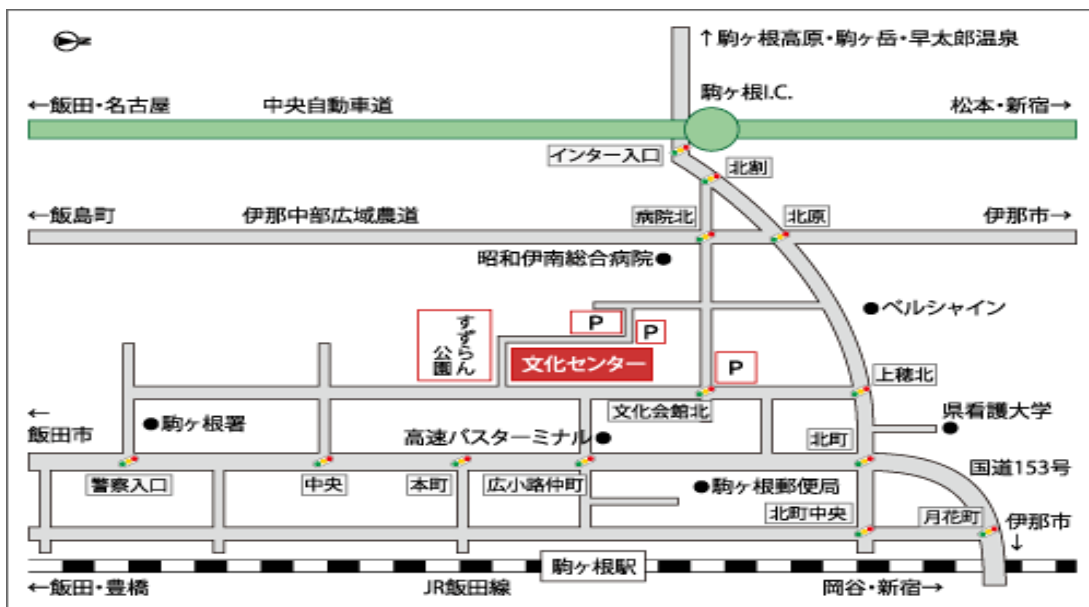 ↑駒ヶ根高原・駒ヶ岳・早太郎温泉
駒ヶ根I.C.
←飯田・名古屋
中央自動車道
松本・新宿→
インター入口
北割
←飯島町
伊那中部広域農道
病院北
北原
伊那市→
昭和伊南総合病院
ベルシャイン
すずらん
公園
P
P
文化センター
P
上穂北
文化会館北
県看護大学
←
飯田市
駒ヶ根署
高速バスターミナル
北町
国道153号
警察入口
中央
本町
広小路仲町
駒ヶ根郵便局
北町中央
月花町
伊那市
↓
駒ヶ根駅
←飯田・豊橋
JR飯田線
岡谷・新宿→